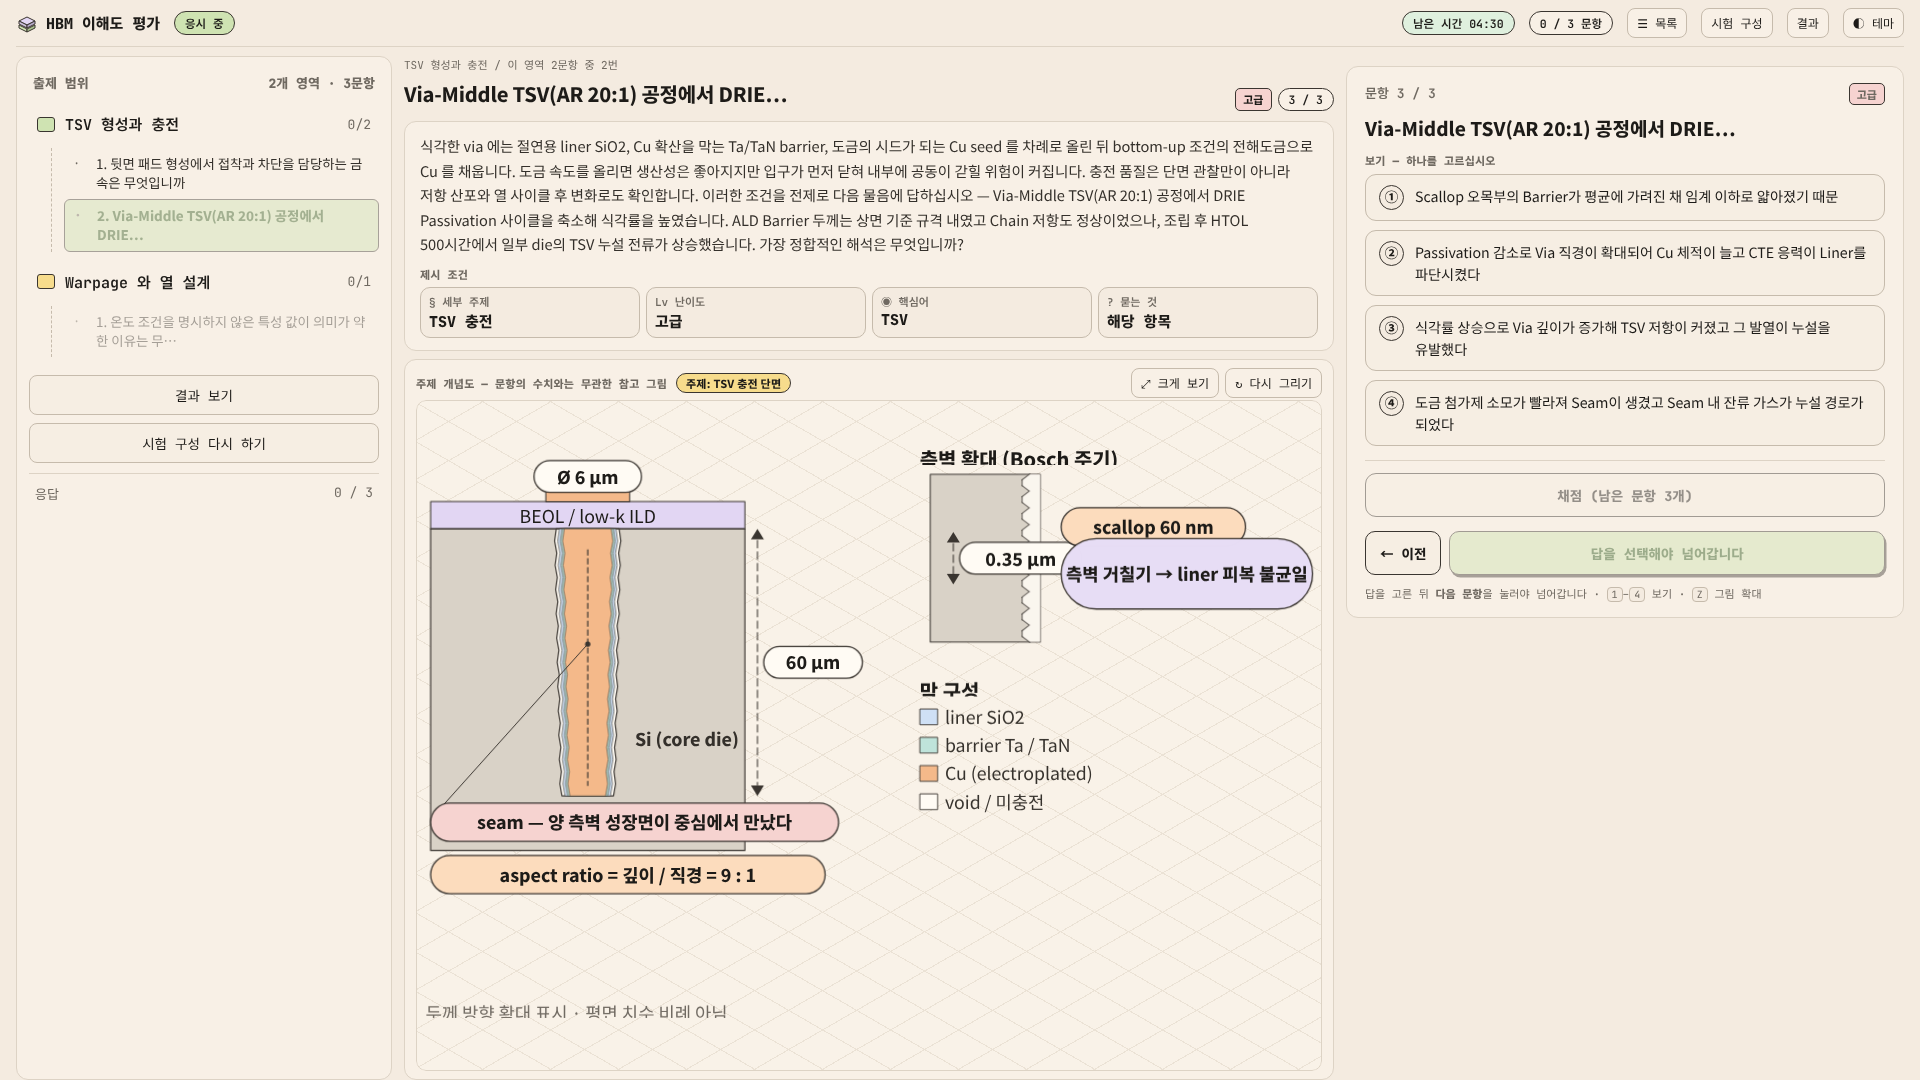 HBM 이해도 평가
응시 중
남은 시간 04:30
0 / 3 문항
☰ 목록
시험 구성
결과
◐ 테마
출제 범위
2개 영역 · 3문항
TSV 형성과 충전
0/2
· 1. 뒷면 패드 형성에서 접착과 차단을 담당하는 금
속은 무엇입니까
· 2. Via-Middle TSV(AR 20:1) 공정에서
DRIE…
Warpage 와 열 설계
0/1
· 1. 온도 조건을 명시하지 않은 특성 값이 의미가 약
한 이유는 무…
결과 보기
시험 구성 다시 하기
응답
0 / 3
TSV 형성과 충전 / 이 영역 2문항 중 2번
Via-Middle TSV(AR 20:1) 공정에서 DRIE…
고급
3 / 3
식각한 via 에는 절연용 liner SiO2, Cu 확산을 막는 Ta/TaN barrier, 도금의 시드가 되는 Cu seed 를 차례로 올린 뒤 bottom-up 조건의 전해도금으로
Cu 를 채웁니다. 도금 속도를 올리면 생산성은 좋아지지만 입구가 먼저 닫혀 내부에 공동이 갇힐 위험이 커집니다. 충전 품질은 단면 관찰만이 아니라
저항 산포와 열 사이클 후 변화로도 확인합니다. 이러한 조건을 전제로 다음 물음에 답하십시오 — Via-Middle TSV(AR 20:1) 공정에서 DRIE
Passivation 사이클을 축소해 식각률을 높였습니다. ALD Barrier 두께는 상면 기준 규격 내였고 Chain 저항도 정상이었으나, 조립 후 HTOL
500시간에서 일부 die의 TSV 누설 전류가 상승했습니다. 가장 정합적인 해석은 무엇입니까?
제시 조건
§ 세부 주제
TSV 충전
Lv 난이도
고급
◉ 핵심어
TSV
? 묻는 것
해당 항목
주제 개념도 — 문항의 수치와는 무관한 참고 그림
주제: TSV 충전 단면
⤢ 크게 보기
↻ 다시 그리기
Ø 6 µm
BEOL / low-k ILD
60 µm
Si (core die)
seam — 양 측벽 성장면이 중심에서 만났다
aspect ratio = 깊이 / 직경 = 9 : 1
측벽 확대 (Bosch 주기)
scallop 60 nm
0.35 µm
측벽 거칠기 → liner 피복 불균일
막 구성
liner SiO2
barrier Ta / TaN
Cu (electroplated)
void / 미충전
두께 방향 확대 표시 · 평면 치수 비례 아님
문항 3 / 3
고급
Via-Middle TSV(AR 20:1) 공정에서 DRIE…
보기 — 하나를 고르십시오
① Scallop 오목부의 Barrier가 평균에 가려진 채 임계 이하로 얇아졌기 때문
② Passivation 감소로 Via 직경이 확대되어 Cu 체적이 늘고 CTE 응력이 Liner를
파단시켰다
③ 식각률 상승으로 Via 깊이가 증가해 TSV 저항이 커졌고 그 발열이 누설을
유발했다
④ 도금 첨가제 소모가 빨라져 Seam이 생겼고 Seam 내 잔류 가스가 누설 경로가
되었다
채점 (남은 문항 3개)
← 이전
답을 선택해야 넘어갑니다
답을 고른 뒤 다음 문항을 눌러야 넘어갑니다 · 1–4 보기 · Z 그림 확대